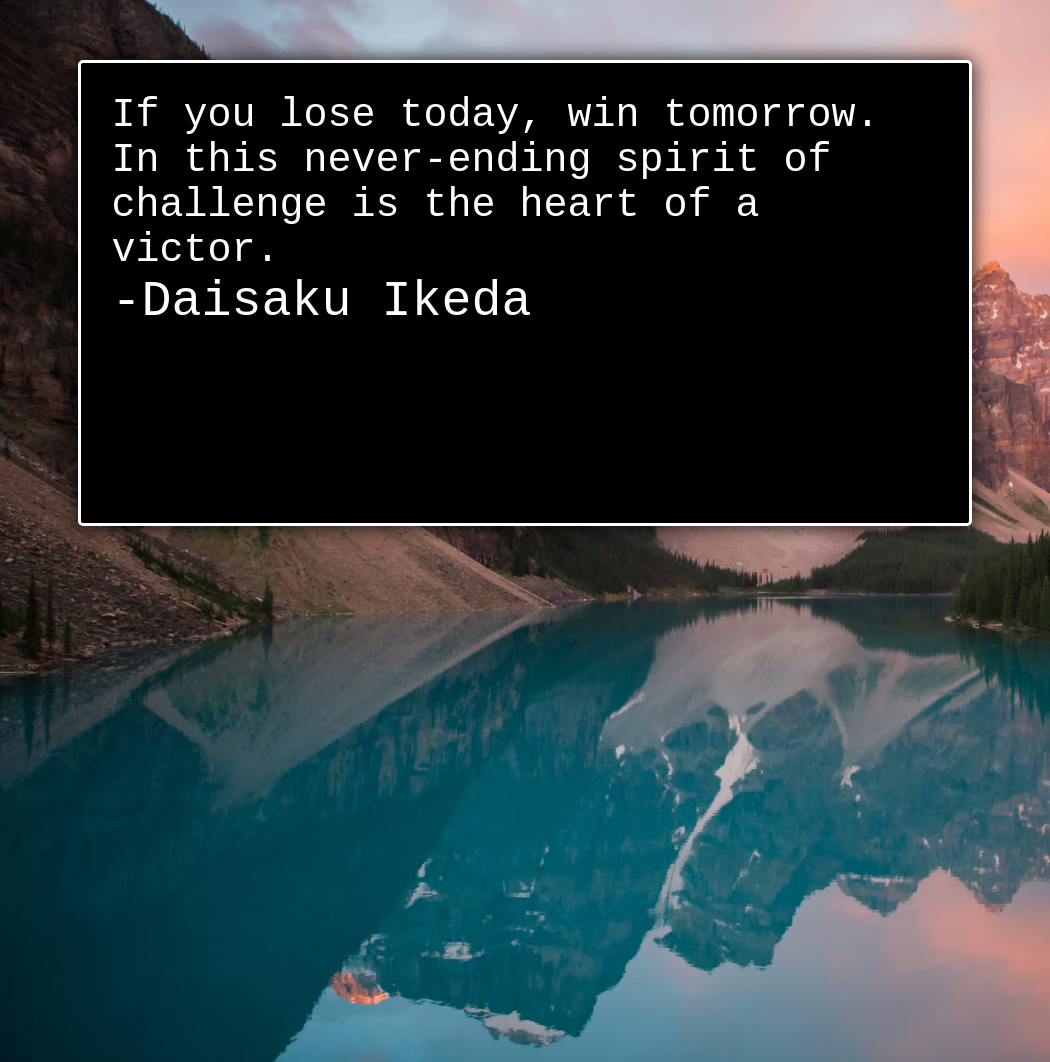 If you lose today, win tomorrow.
In this never-ending spirit of
challenge is the heart of a
victor.
-Daisaku Ikeda